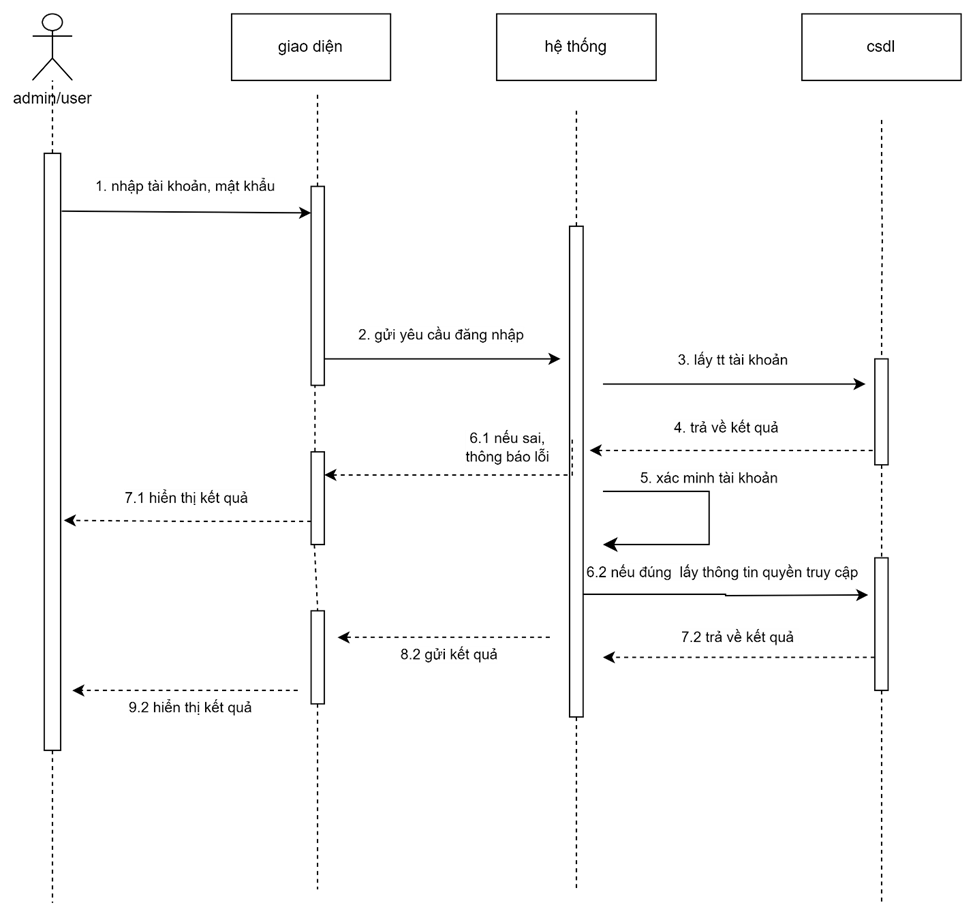 giao diện
hệ thống
csdl
admin/user
1. nhập tài khoản, mật khẩu
2. gửi yêu cầu đăng nhập
3. lấy tt tài khoản
4. trả về kết quả
6.1 nếu sai,
thông báo lỗi
5. xác minh tài khoản
7.1 hiển thị kết quả
6.2 nếu đúng  lấy thông tin quyền truy cập
7.2 trả về kết quả
8.2 gửi kết quả
9.2 hiển thị kết quả